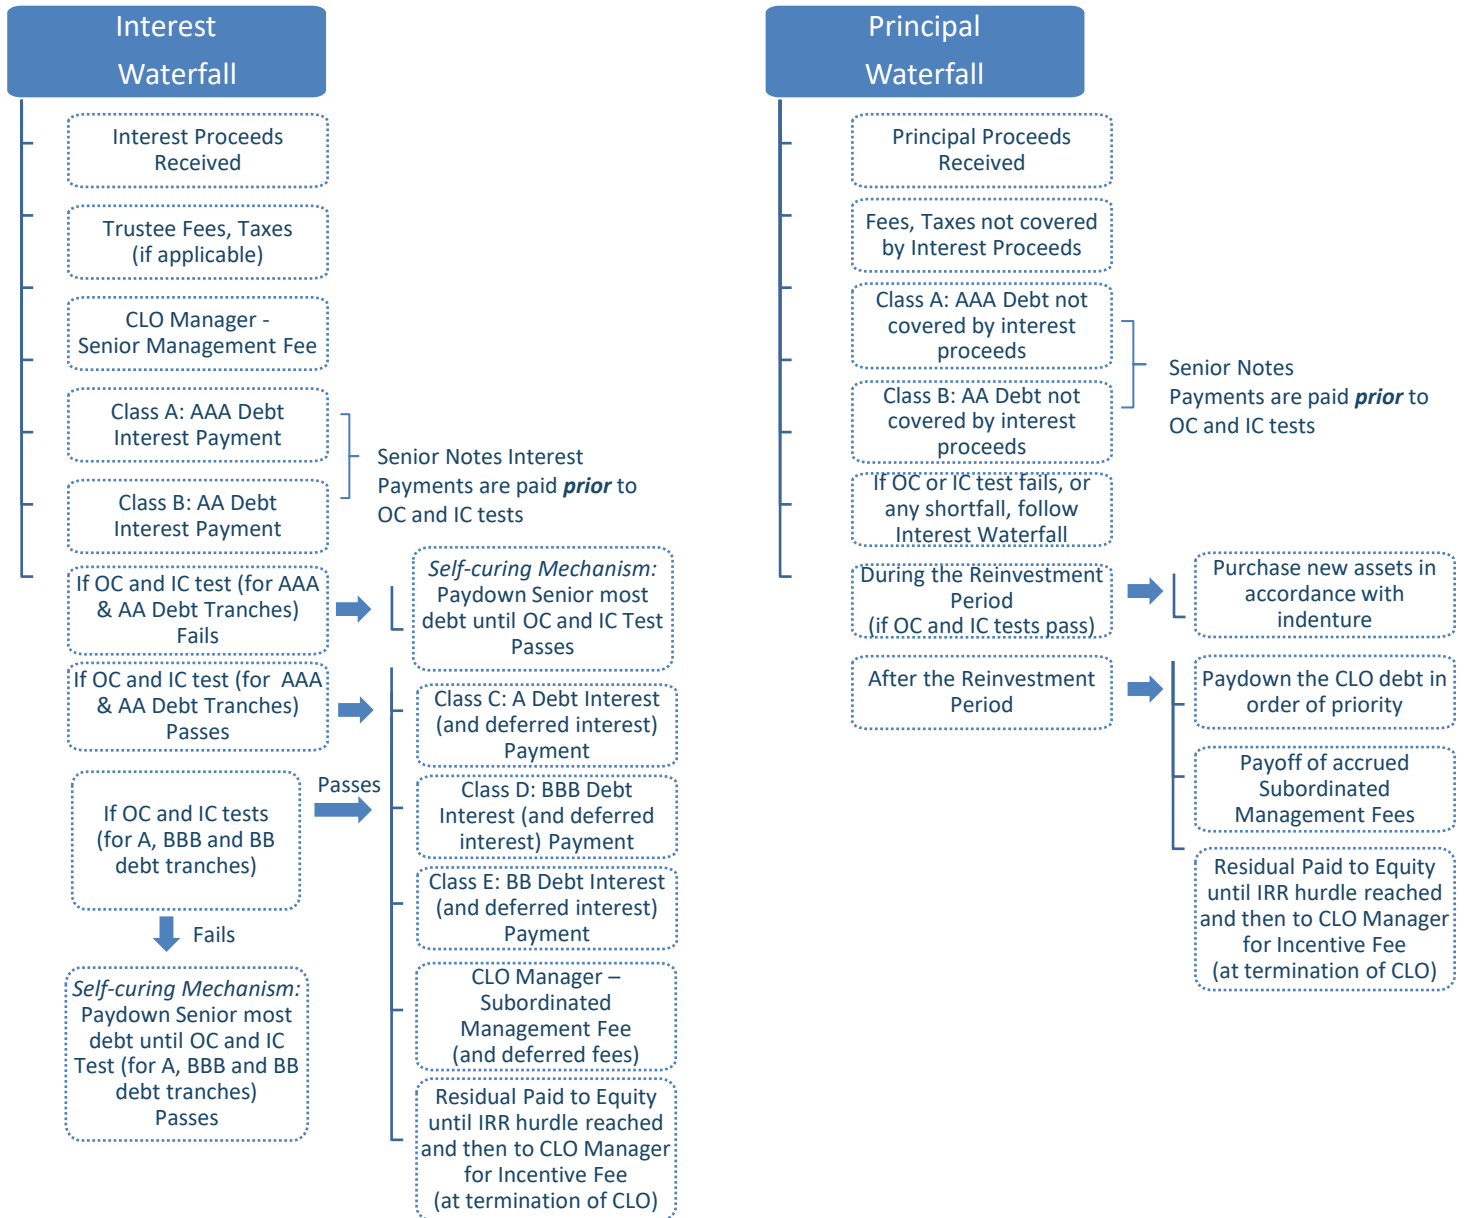 Interest
Waterfall
Interest Proceeds
Received
Trustee Fees, Taxes
(if applicable)
CLO Manager -
Senior Management Fee
Class A: AAA Debt
Interest Payment
Class B: AA Debt
Interest Payment
Senior Notes Interest
Payments are paid prior to
OC and IC tests
If OC and IC test (for AAA
& AA Debt Tranches)
Fails
Self-curing Mechanism:
Paydown Senior most
debt until OC and IC Test
Passes
If OC and IC test (for AAA
& AA Debt Tranches)
Passes
Class C: A Debt Interest
(and deferred interest)
Payment
If OC and IC tests
(for A, BBB and BB
debt tranches)
Passes
Class D: BBB Debt
Interest (and deferred
interest) Payment
Class E: BB Debt Interest
(and deferred interest)
Payment
Fails
Self-curing Mechanism:
Paydown Senior most
debt until OC and IC
Test (for A, BBB and BB
debt tranches)
Passes
CLO Manager –
Subordinated
Management Fee
(and deferred fees)
Residual Paid to Equity
until IRR hurdle reached
and then to CLO Manager
for Incentive Fee
(at termination of CLO)
Principal
Waterfall
Principal Proceeds
Received
Fees, Taxes not covered
by Interest Proceeds
Class A: AAA Debt not
covered by interest
proceeds
Class B: AA Debt not
covered by interest
proceeds
Senior Notes
Payments are paid prior to
OC and IC tests
If OC or IC test fails, or
any shortfall, follow
Interest Waterfall
During the Reinvestment
Period
(if OC and IC tests pass)
Purchase new assets in
accordance with
indenture
After the Reinvestment
Period
Paydown the CLO debt in
order of priority
Payoff of accrued
Subordinated
Management Fees
Residual Paid to Equity
until IRR hurdle reached
and then to CLO Manager
for Incentive Fee
(at termination of CLO)